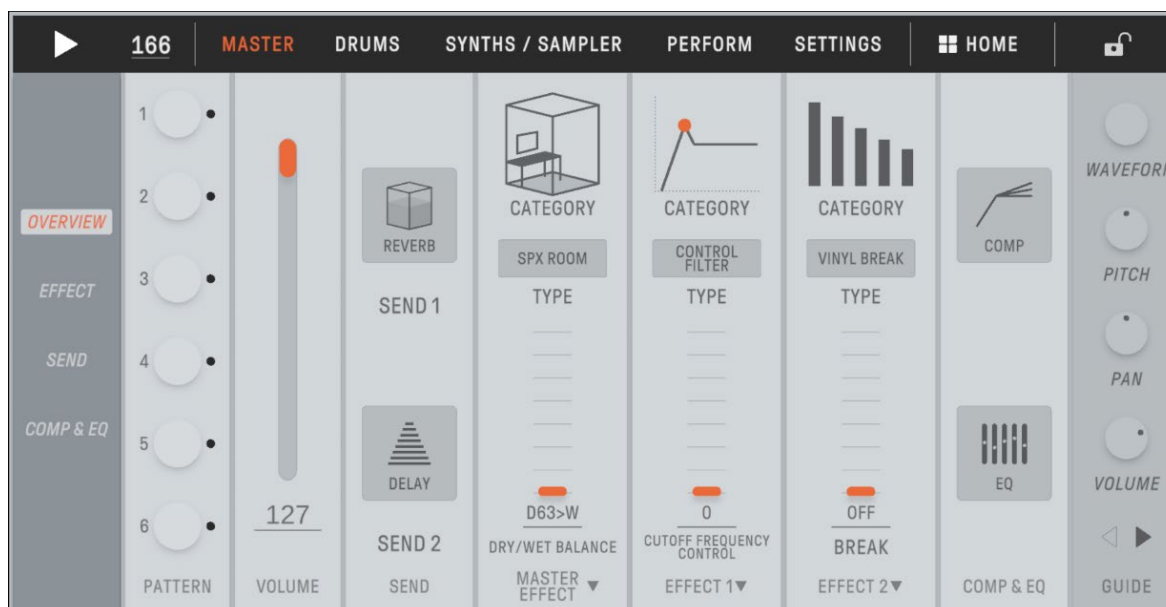 166 MASTER DRUMS SYNTHS / SAMPLER PERFORM SETTINGS HOME
OVERVIEW
EFFECT
SEND
COMP & EQ
1
2
3
4
5
6
PATTERN
127
VOLUME
REVERB
SEND 1
DELAY
SEND 2
SEND
CATEGORY
SPX ROOM
TYPE
D63>W
DRY/WET BALANCE
MASTER
EFFECT
CATEGORY
CONTROL
FILTER
TYPE
0
CUTOFF FREQUENCY
CONTROL
EFFECT 1
CATEGORY
VINYL BREAK
TYPE
OFF
BREAK
EFFECT 2
COMP
EQ
COMP & EQ
WAVEFORM
PITCH
PAN
VOLUME
GUIDE